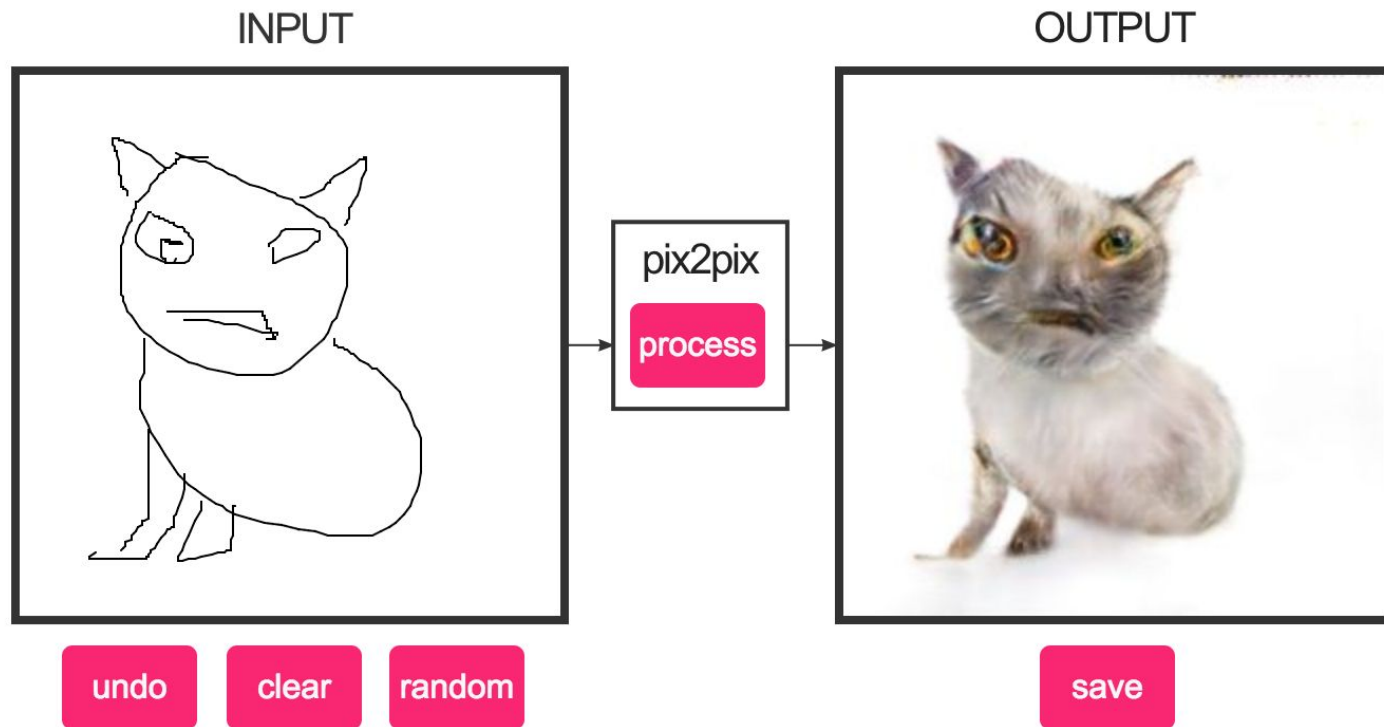 INPUT
OUTPUT
pix2pix
process
undo
clear
random
save